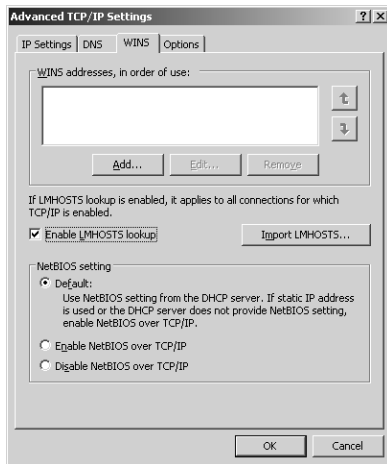 Advanced TCP/IP Settings
IP Settings DNS WINS Options
WINS addresses, in order of use:
Add... Edit... Remove
If LMHOSTS lookup is enabled, it applies to all connections for which
TCP/IP is enabled.
Enable LMHOSTS lookup Import LMHOSTS...
NetBIOS setting
Default:
Use NetBIOS setting from the DHCP server. If static IP address
is used or the DHCP server does not provide NetBIOS setting,
enable NetBIOS over TCP/IP.
Enable NetBIOS over TCP/IP
Disable NetBIOS over TCP/IP
OK Cancel